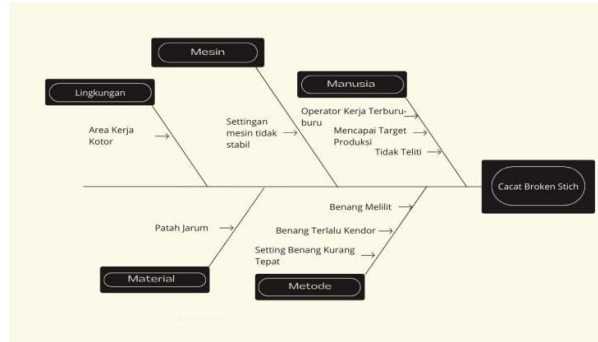 Mesin
Lingkungan
Manusia
Area Kerja
Kotor
Settingan
mesin tidak
stabil
Operator Kerja Terburu-
buru
Mencapai Target
Produksi
Tidak Teliti
Cacat Broken Stich
Patah Jarum
Benang Melilit
Benang Terlalu Kendor
Setting Benang Kurang
Tepat
Material
Metode